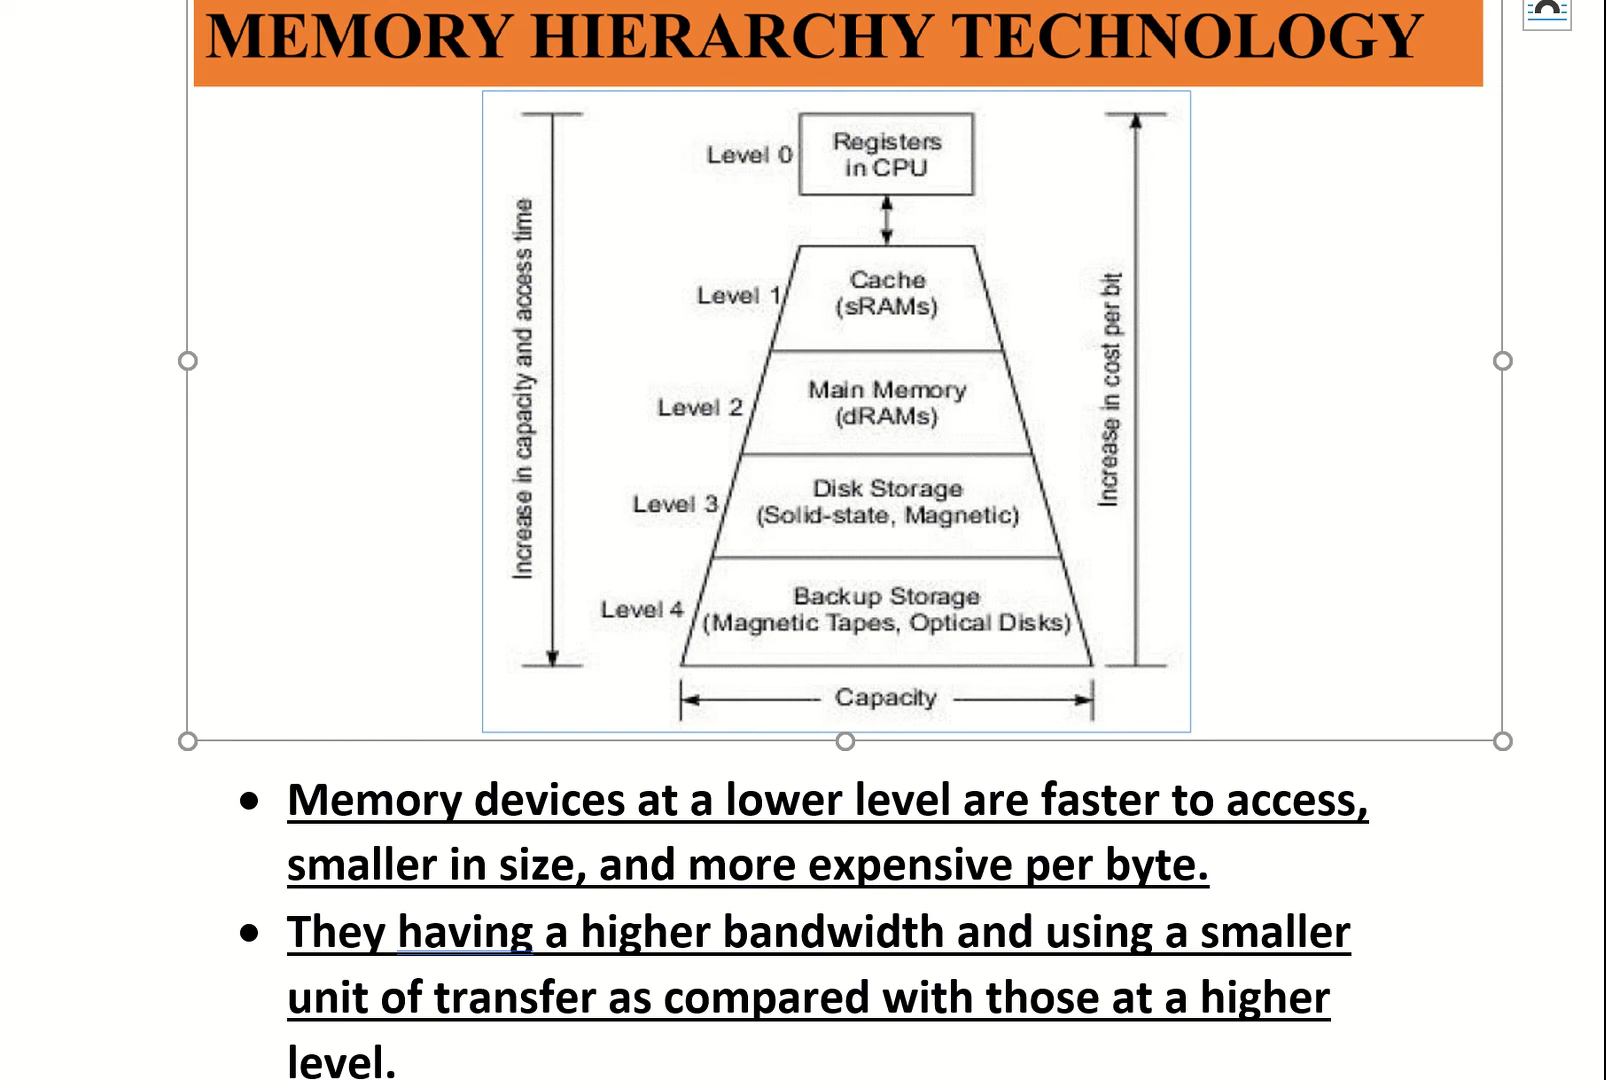 MEMORY HIERARCHY TECHNOLOGY
Increase in capacity and access time
Level 0
Registers
in CPU
Level 1
Cache
(sRAMs)
Level 2
Main Memory
(dRAMs)
Level 3
Disk Storage
(Solid-state, Magnetic)
Level 4
Backup Storage
(Magnetic Tapes, Optical Disks)
Increase in cost per bit
Capacity
• Memory devices at a lower level are faster to access,
smaller in size, and more expensive per byte.
• They having a higher bandwidth and using a smaller
unit of transfer as compared with those at a higher
level.